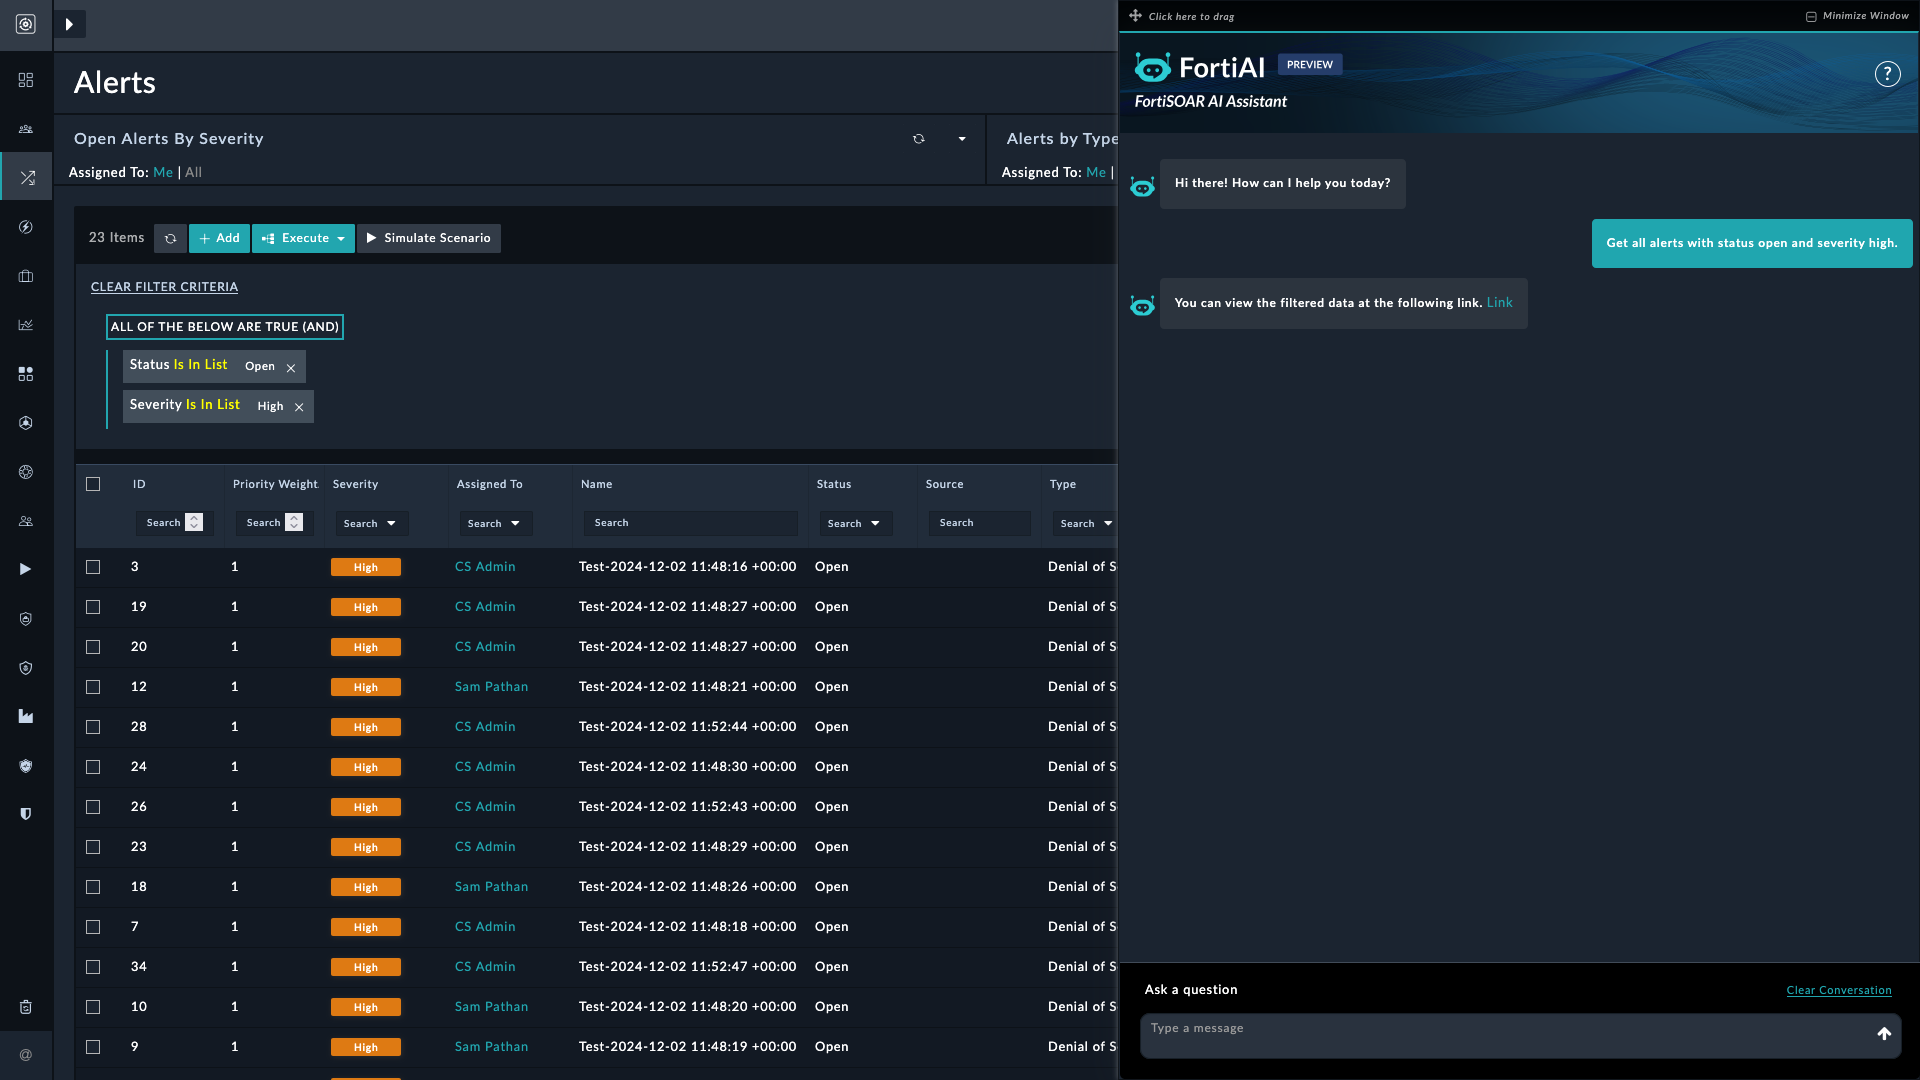 Alerts
Open Alerts By Severity
Assigned To: Me | All
Alerts by Type
Assigned To: Me |
23 Items
Add
Execute
Simulate Scenario
CLEAR FILTER CRITERIA
ALL OF THE BELOW ARE TRUE (AND)
Status Is In List Open
Severity Is In List High
ID Priority Weight Severity Assigned To Name Status Source Type
Search Search Search Search Search Search Search Search
3 1 High CS Admin Test-2024-12-02 11:48:16 +00:00 Open Denial of S
19 1 High CS Admin Test-2024-12-02 11:48:27 +00:00 Open Denial of S
20 1 High CS Admin Test-2024-12-02 11:48:27 +00:00 Open Denial of S
12 1 High Sam Pathan Test-2024-12-02 11:48:21 +00:00 Open Denial of S
28 1 High CS Admin Test-2024-12-02 11:52:44 +00:00 Open Denial of S
24 1 High CS Admin Test-2024-12-02 11:48:30 +00:00 Open Denial of S
26 1 High CS Admin Test-2024-12-02 11:52:43 +00:00 Open Denial of S
23 1 High CS Admin Test-2024-12-02 11:48:29 +00:00 Open Denial of S
18 1 High Sam Pathan Test-2024-12-02 11:48:26 +00:00 Open Denial of S
7 1 High CS Admin Test-2024-12-02 11:48:18 +00:00 Open Denial of S
34 1 High CS Admin Test-2024-12-02 11:52:47 +00:00 Open Denial of S
10 1 High Sam Pathan Test-2024-12-02 11:48:20 +00:00 Open Denial of S
9 1 High Sam Pathan Test-2024-12-02 11:48:19 +00:00 Open Denial of S
Click here to drag
Minimize Window
FortiAI PREVIEW
?
FortiSOAR AI Assistant
Hi there! How can I help you today?
Get all alerts with status open and severity high.
You can view the filtered data at the following link. Link
Ask a question
Clear Conversation
Type a message
@